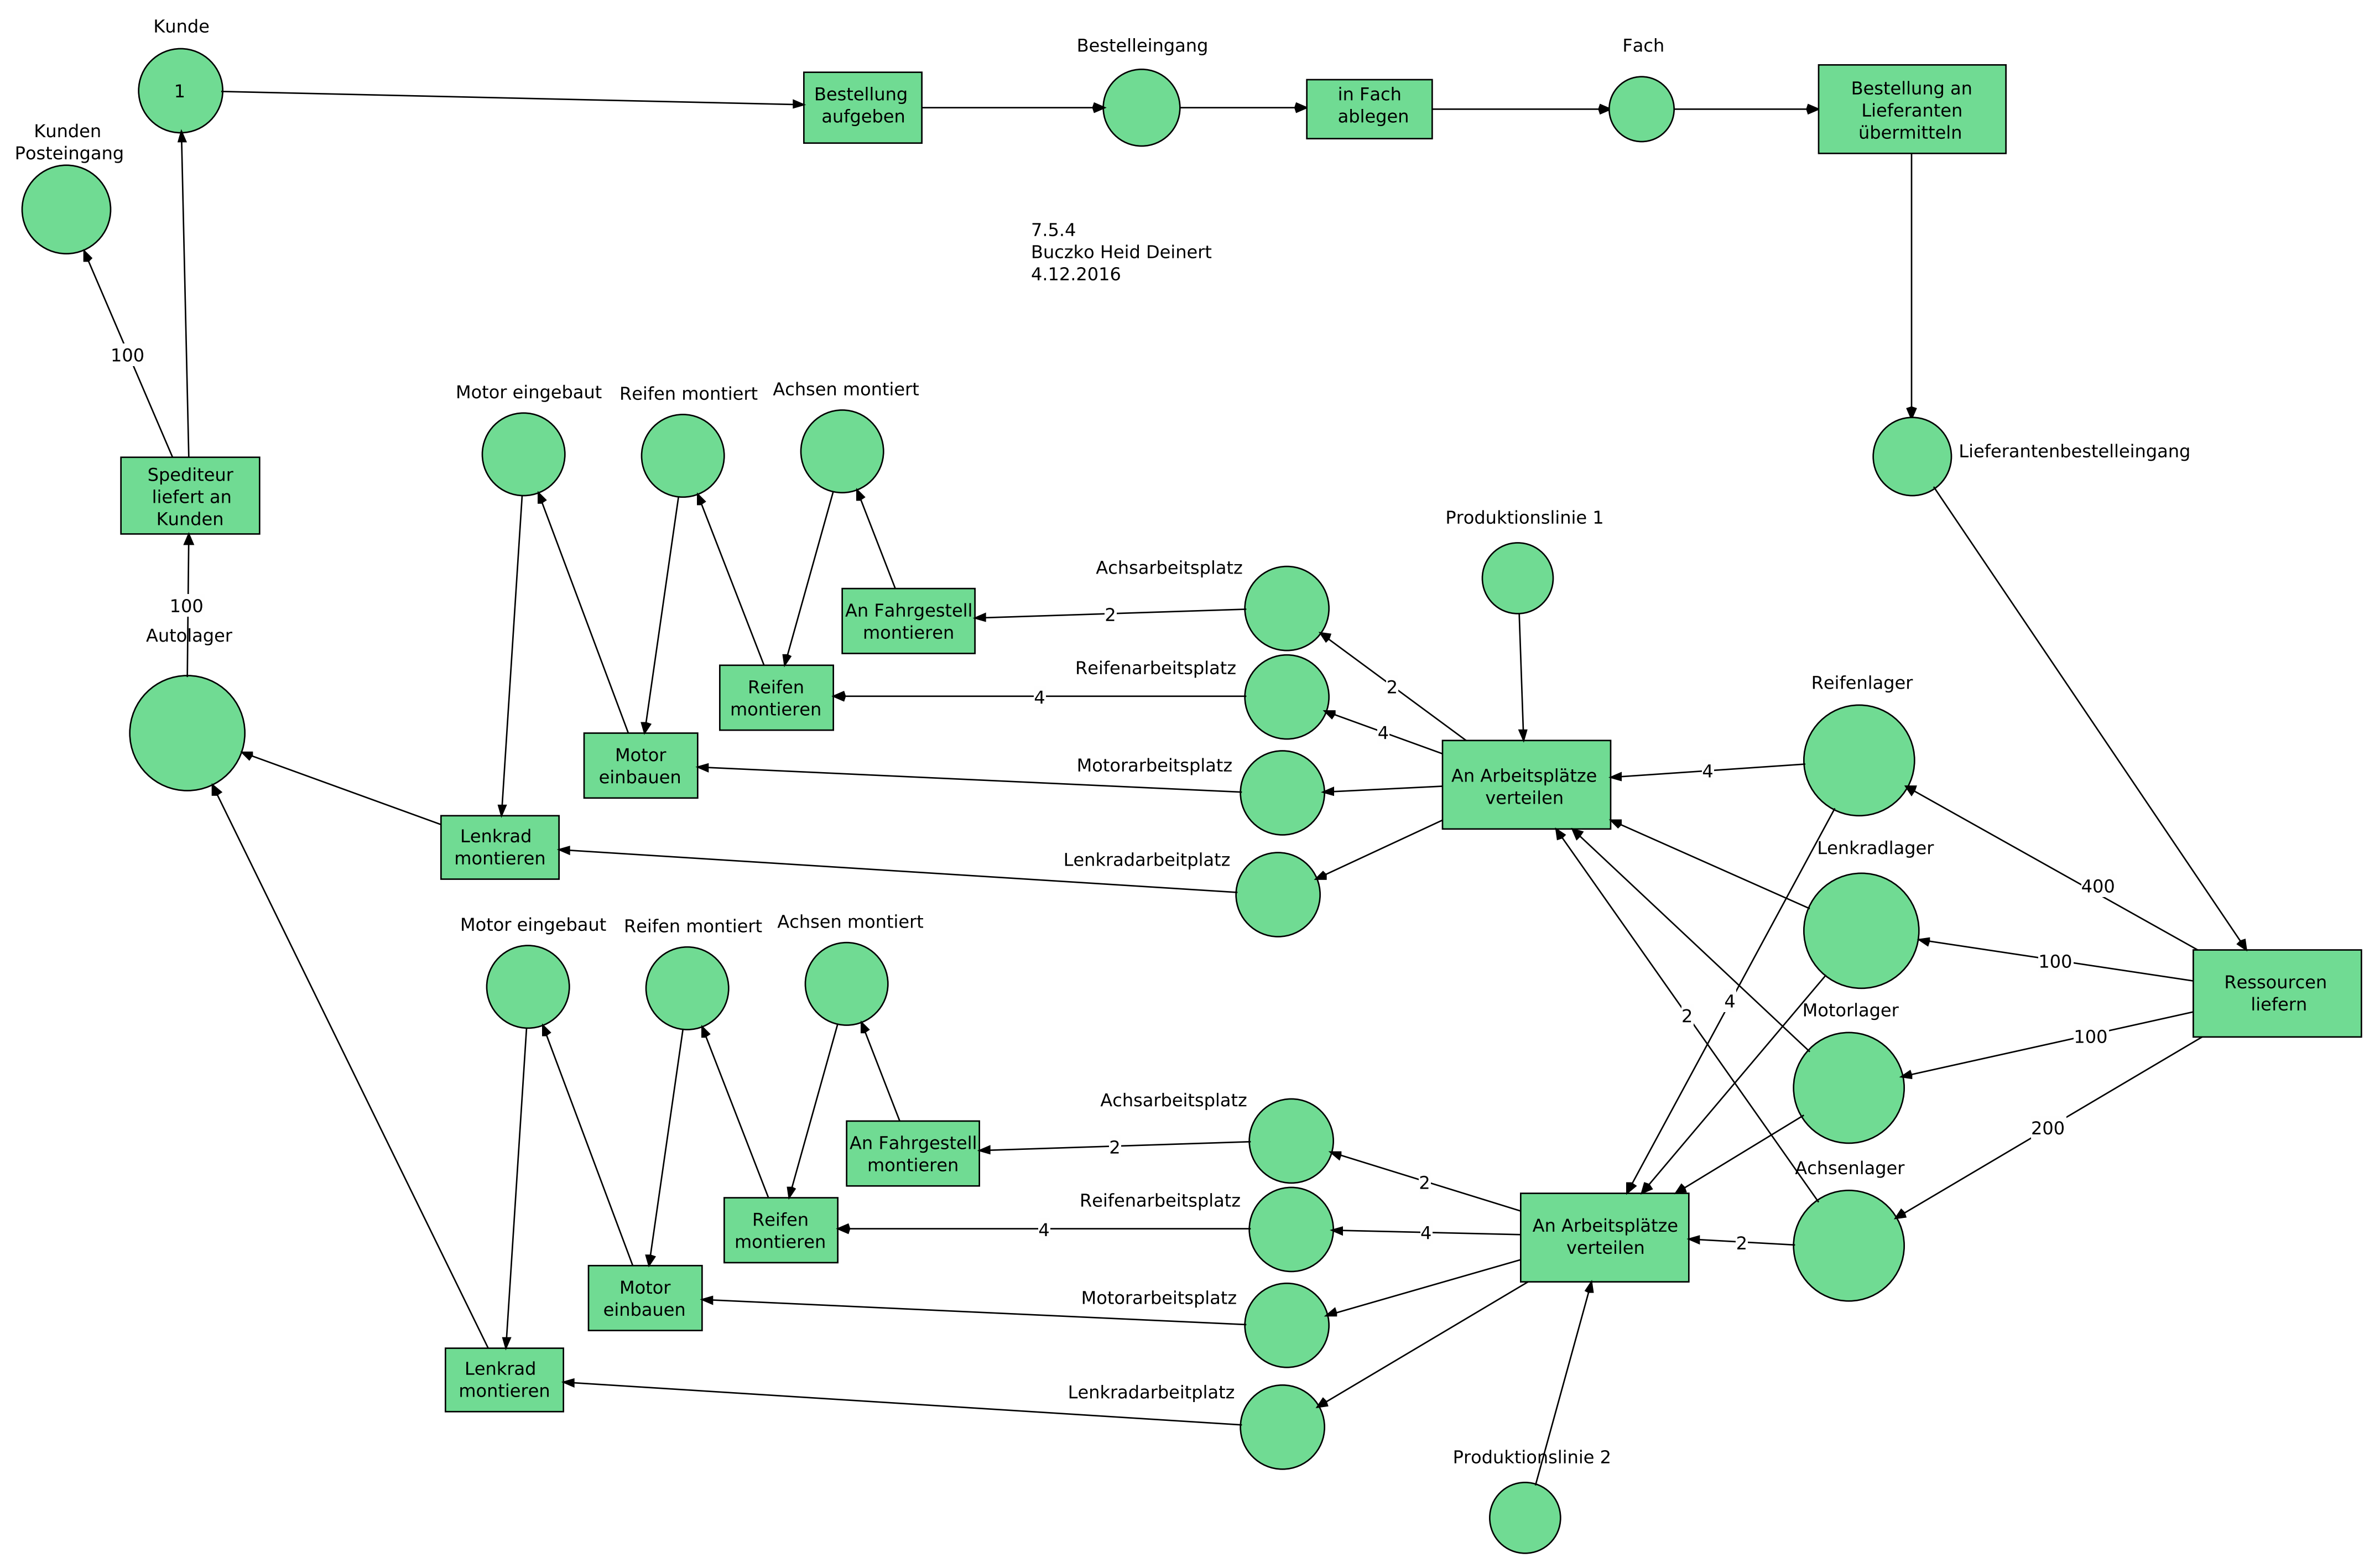 Kunde
1
Kunden
Posteingang
Bestellung
aufgeben
Bestelleingang
in Fach
ablegen
Fach
Bestellung an
Lieferanten
übermitteln
7.5.4
Buczko Heid Deinert
4.12.2016
100
Spediteur
liefert an
Kunden
100
Autolager
Motor eingebaut
Reifen montiert
Achsen montiert
Lieferantenbestelleingang
Produktionslinie 1
Achsarbeitsplatz
An Fahrgestell
montieren
2
Reifenarbeitsplatz
Reifen
montieren
4
2
4
Motor
einbauen
Motorarbeitsplatz
An Arbeitsplätze
verteilen
4
Reifenlager
Lenkrad
montieren
Lenkradarbeitplatz
Lenkradlager
400
100
Ressourcen
liefern
100
200
4
2
Motorlager
Motor eingebaut
Reifen montiert
Achsen montiert
Achsarbeitsplatz
An Fahrgestell
montieren
2
2
Achsenlager
Reifenarbeitsplatz
Reifen
montieren
4
4
An Arbeitsplätze
verteilen
2
Motor
einbauen
Motorarbeitsplatz
Lenkrad
montieren
Lenkradarbeitplatz
Produktionslinie 2